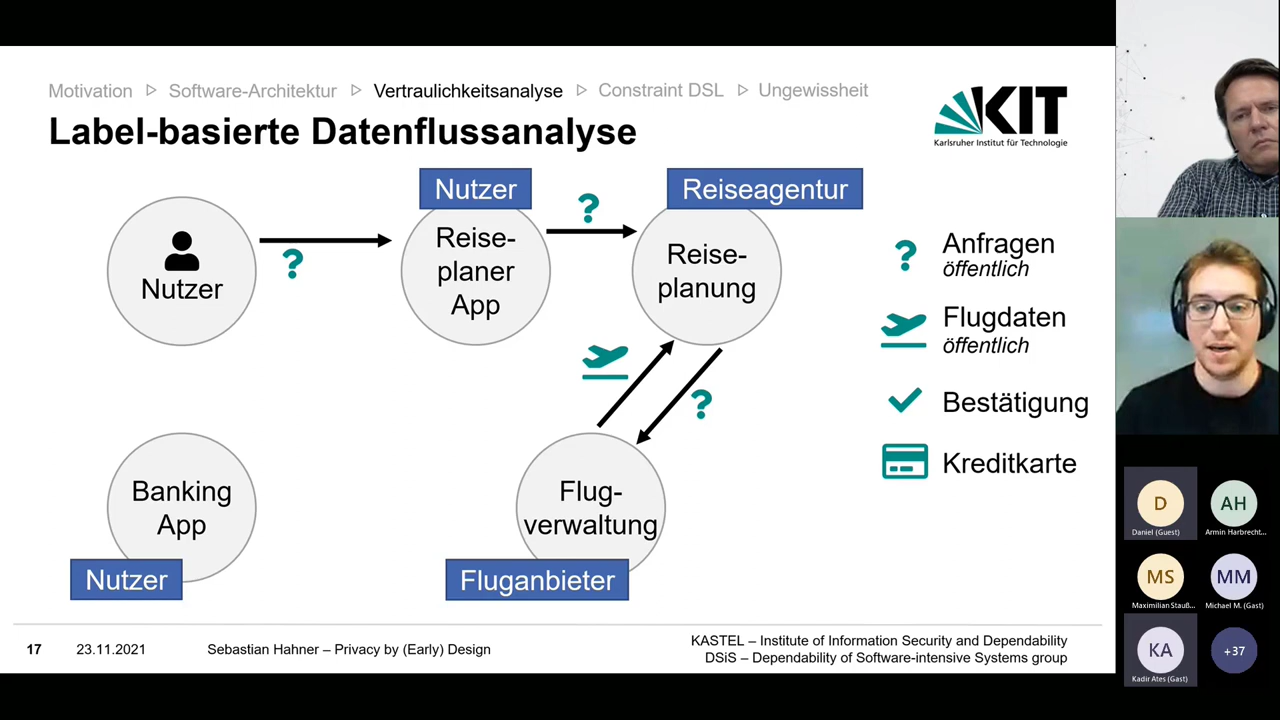 Motivation ▷ Software-Architektur ▷ Vertraulichkeitsanalyse ▷ Constraint DSL ▷ Ungewissheit
Label-basierte Datenflussanalyse
KIT
Karlsruher Institut für Technologie
Nutzer
?
Nutzer
Reise-
planer
App
?
Reiseagentur
Reise-
planung
?
Banking
App
Nutzer
Flug-
verwaltung
Fluganbieter
? Anfragen
öffentlich
Flugdaten
öffentlich
Bestätigung
Kreditkarte
17 23.11.2021 Sebastian Hahner – Privacy by (Early) Design
KASTEL – Institute of Information Security and Dependability
DSiS – Dependability of Software-intensive Systems group
D
Daniel (Guest)
AH
Armin Harbrecht...
MS
Maximilian Stauß...
MM
Michael M. (Gast)
KA
Kadir Ates (Gast)
+37